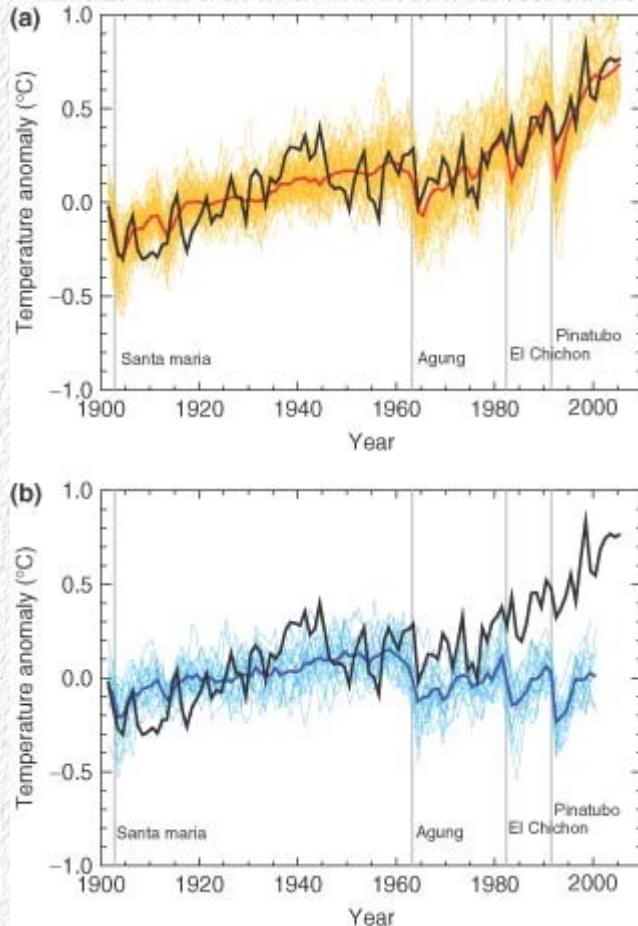 (a)
1.0
0.5
0.0
−0.5
−1.0
Temperature anomaly (°C)
Santa maria
Agung
El Chichon
Pinatubo
1900 1920 1940 1960 1980 2000
Year
(b)
1.0
0.5
0.0
−0.5
−1.0
Temperature anomaly (°C)
Santa maria
Agung
El Chichon
Pinatubo
1900 1920 1940 1960 1980 2000
Year